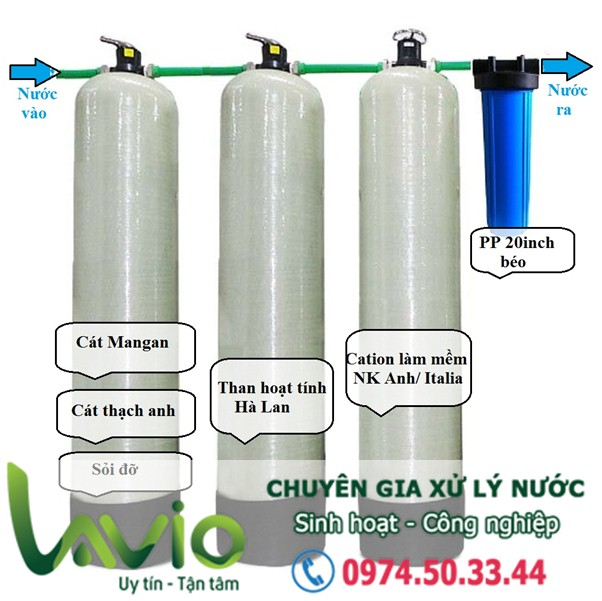 Nước
vào
Nước
ra
PP 20inch
béo
Cát Mangan
Cát thạch anh
Sỏi đỡ
Than hoạt tính
Hà Lan
Cation làm mềm
NK Anh/ Italia
Lavio
Uy tín - Tận tâm
CHUYÊN GIA XỬ LÝ NƯỚC
Sinh hoạt - Công nghiệp
0974.50.33.44